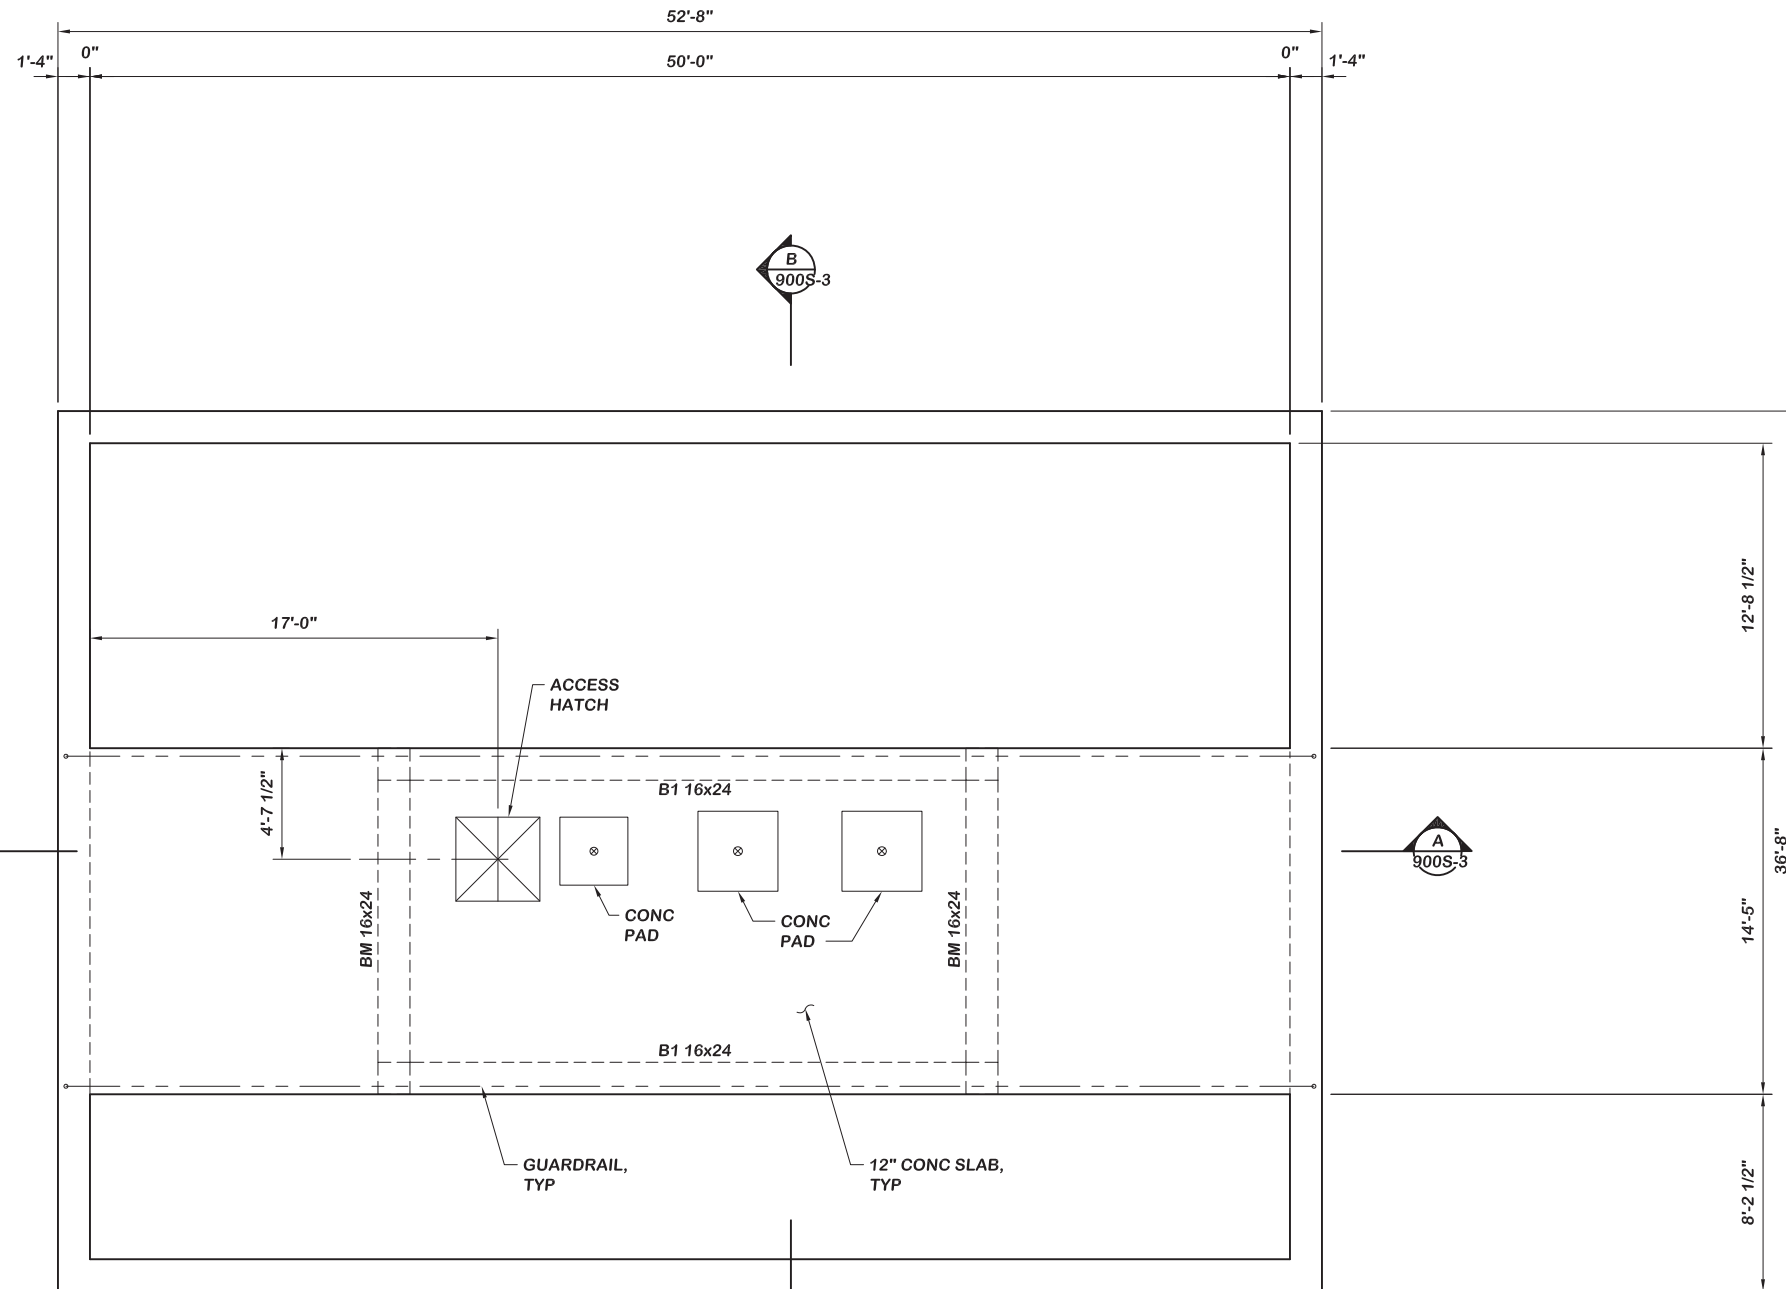 52'-8"
1'-4"
0"
50'-0"
0"
1'-4"
B
900S-3
12'-8 1/2"
17'-0"
ACCESS
HATCH
4'-7 1/2"
B1 16x24
A
900S-3
36'-8"
BM 16x24
CONC
PAD
CONC
PAD
BM 16x24
14'-5"
B1 16x24
GUARDRAIL,
TYP
12" CONC SLAB,
TYP
8'-2 1/2"